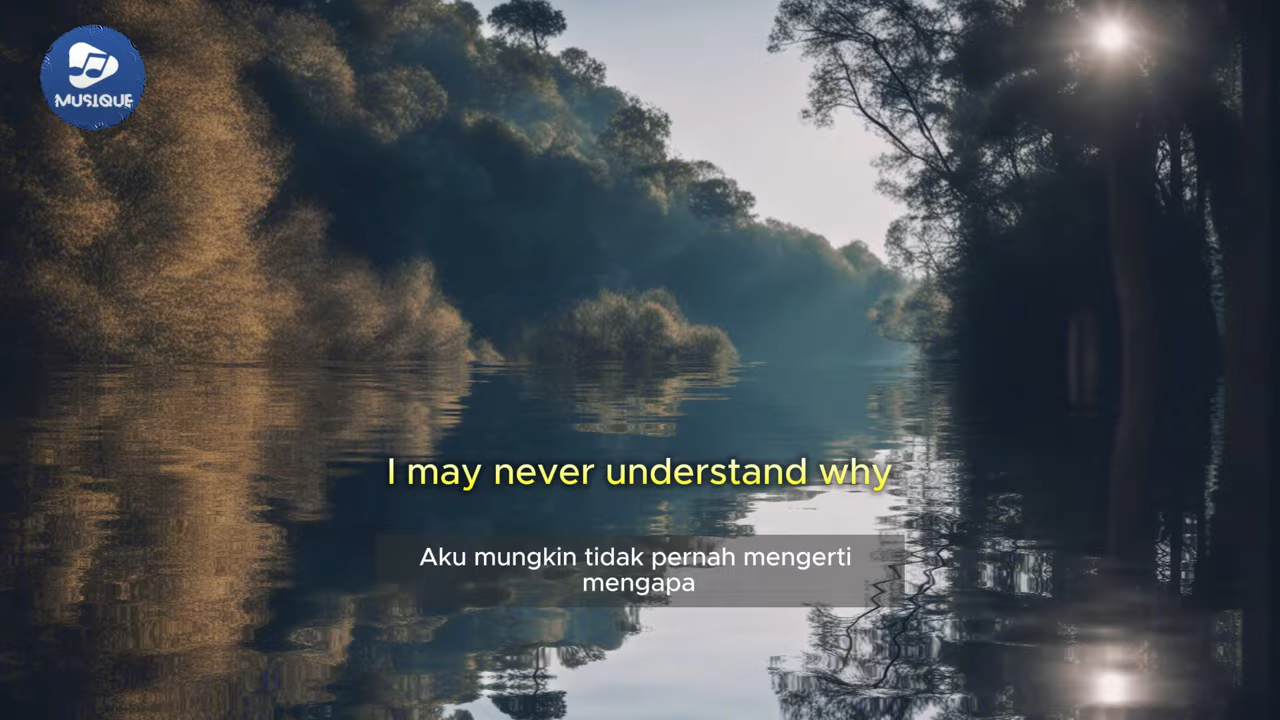 MUSIQUE
I may never understand why
Aku mungkin tidak pernah mengerti
mengapa